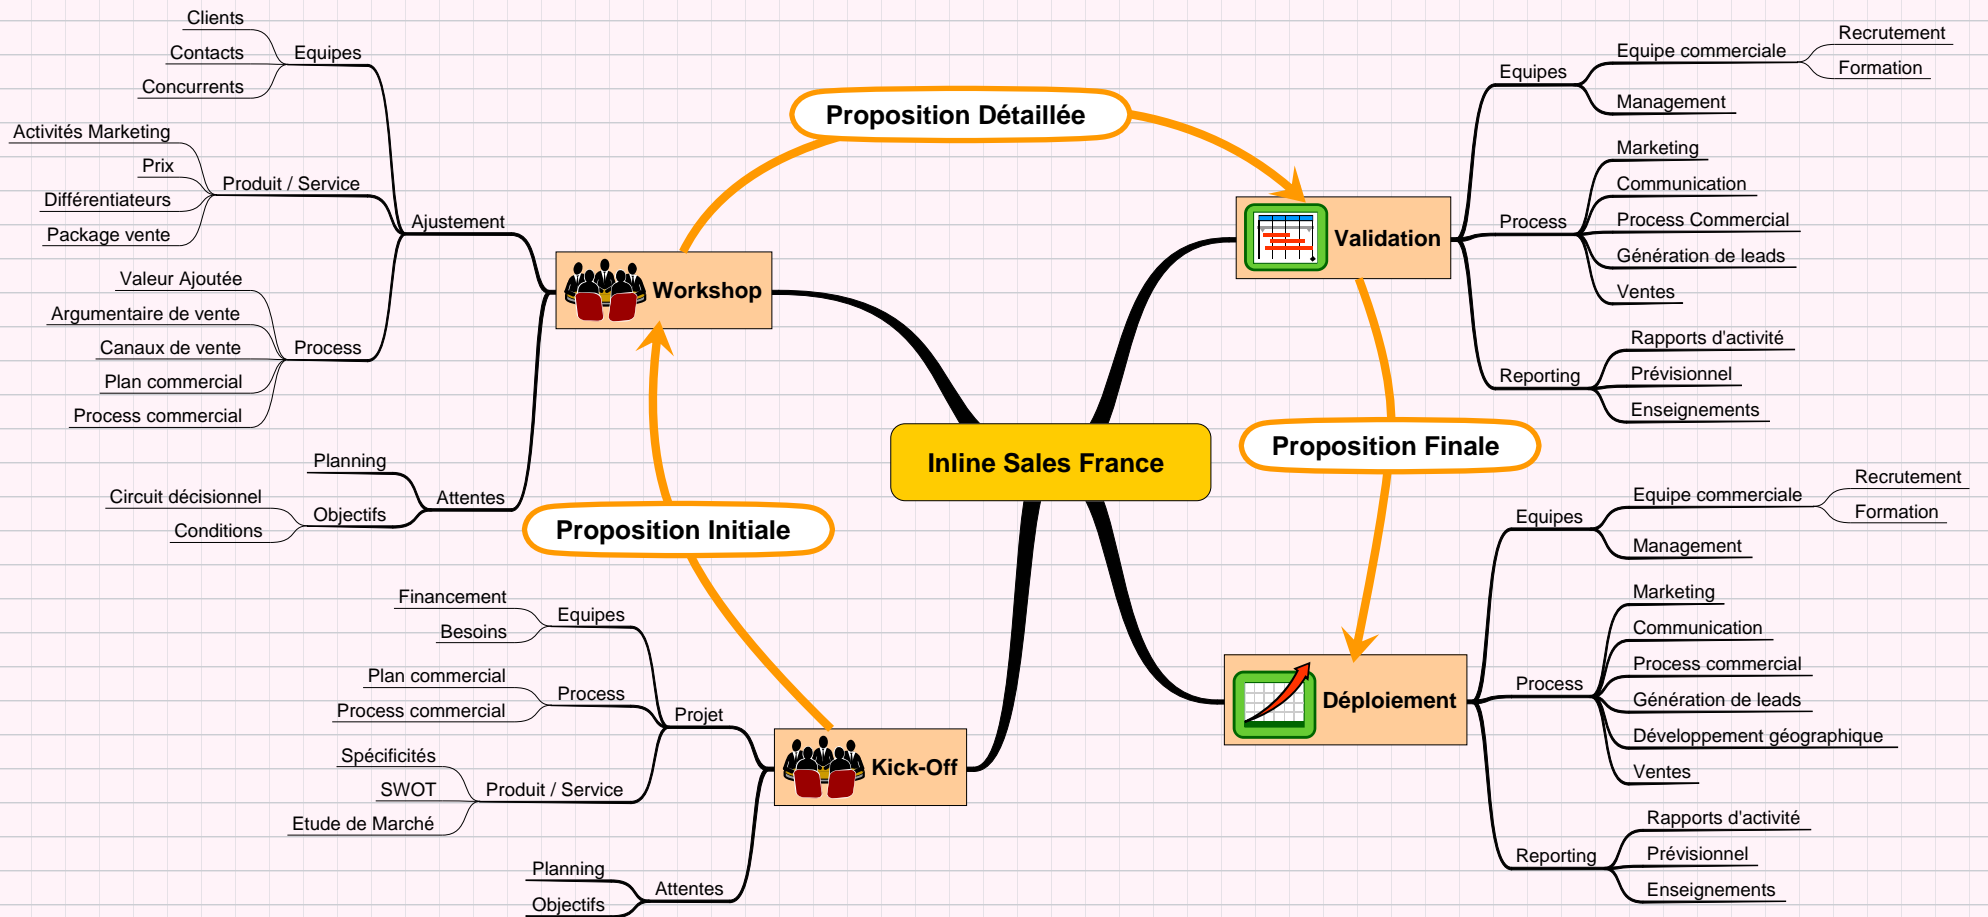 Inline Sales France
Kick-Off
Projet
Equipes
Financement
Besoins
Process
Plan commercial
Process commercial
Produit / Service
Spécificités
SWOT
Etude de Marché
Attentes
Planning
Objectifs
Proposition Initiale
Workshop
Ajustement
Equipes
Clients
Contacts
Concurrents
Produit / Service
Activités Marketing
Prix
Différentiateurs
Package vente
Process
Valeur Ajoutée
Argumentaire de vente
Canaux de vente
Plan commercial
Process commercial
Attentes
Planning
Objectifs
Circuit décisionnel
Conditions
Proposition Détaillée
Validation
Equipes
Equipe commerciale
Recrutement
Formation
Management
Process
Marketing
Communication
Process Commercial
Génération de leads
Ventes
Reporting
Rapports d'activité
Prévisionnel
Enseignements
Proposition Finale
Déploiement
Equipes
Equipe commerciale
Recrutement
Formation
Management
Process
Marketing
Communication
Process commercial
Génération de leads
Développement géographique
Ventes
Reporting
Rapports d'activité
Prévisionnel
Enseignements